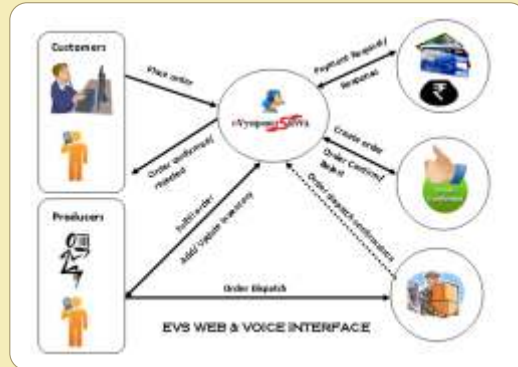 Customers
Place order
Payment Request/
Response
Order confirmed/
rejected
Create order
Order Confirm/
Reject
Producers
Fulfil order
Add/ Update Inventory
Order dispatch confirmation
Order Dispatch
EVS WEB & VOICE INTERFACE